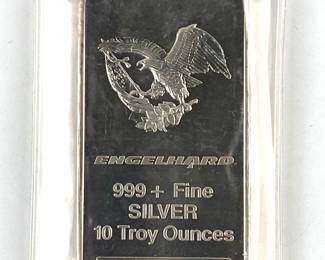 ENGELHARD
999 + Fine
SILVER
10 Troy Ounces